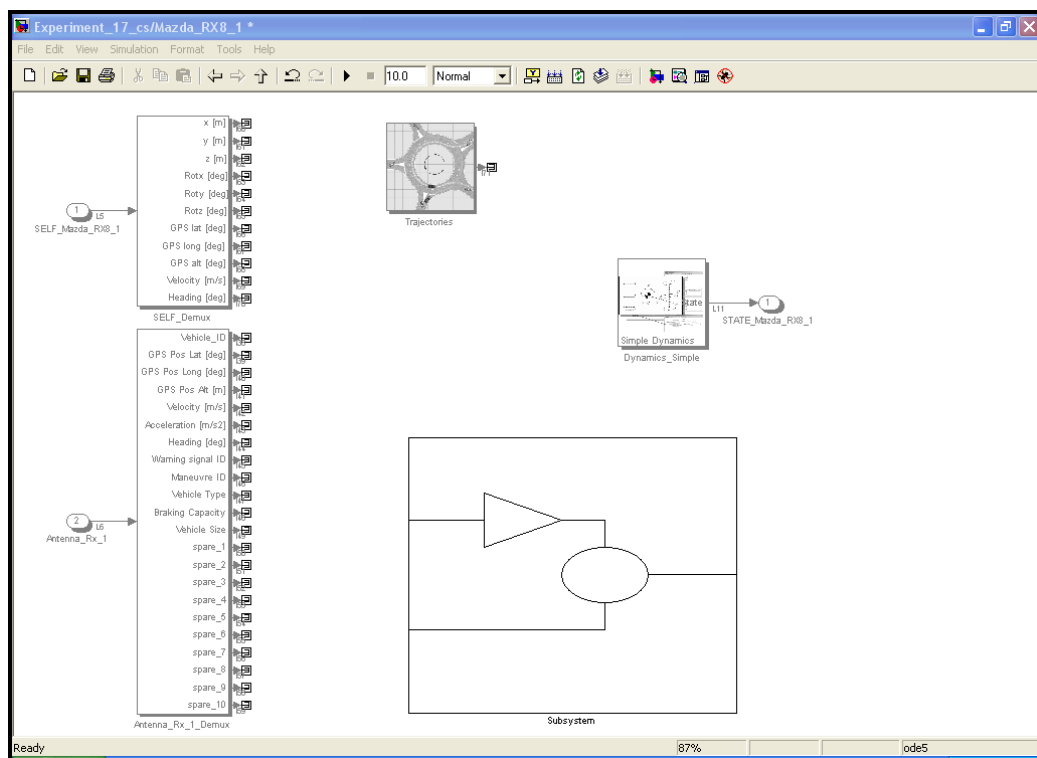 Experiment_17_cs/Mazda_RX8_1 *
File Edit View Simulation Format Tools Help
10.0 Normal
x [m]
y [m]
z [m]
Rotx [deg]
Roty [deg]
Rotz [deg]
GPS lat [deg]
GPS long [deg]
GPS alt [deg]
Velocity [m/s]
Heading [deg]
1
L5
SELF_Mazda_RX8_1
SELF_Demux
Trajectories
State
Simple Dynamics
Dynamics_Simple
L11
1
STATE_Mazda_RX8_1
Vehicle_ID
GPS Pos Lat [deg]
GPS Pos Long [deg]
GPS Pos Alt [m]
Velocity [m/s]
Acceleration [m/s2]
Heading [deg]
Warning signal ID
Maneuvre ID
Vehicle Type
Braking Capacity
Vehicle Size
spare_1
spare_2
spare_3
spare_4
spare_5
spare_6
spare_7
spare_8
spare_9
spare_10
2
L6
Antenna_Rx_1
Antenna_Rx_1_Demux
Subsystem
Ready 87% ode5